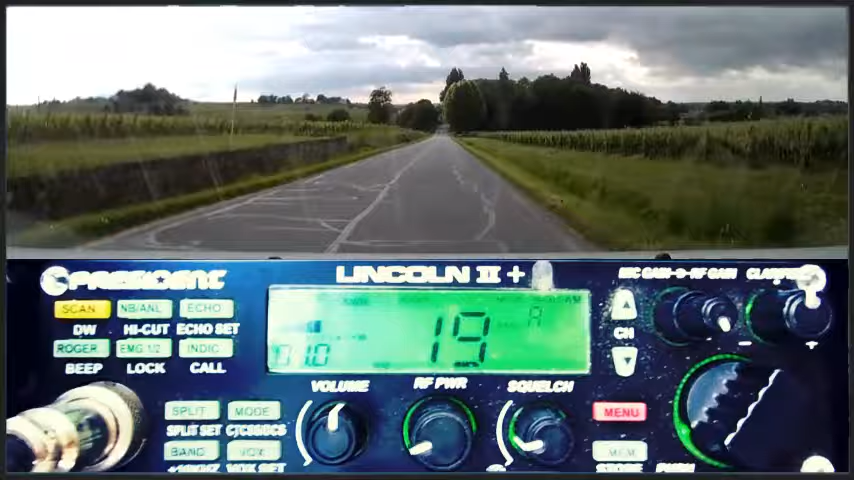 PRESIDENT LINCOLN II + MIC GAIN RF GAIN
SCAN NB/ANL ECHO
DW HI-CUT ECHO SET
ROGER EMG 1/2 INDIC
BEEP LOCK CALL
19 A
CH
VOLUME RF PWR SQUELCH
SPLIT MODE MENU
SPLIT SET CTCSS/DCS
BAND VOX MEM
VOX SET